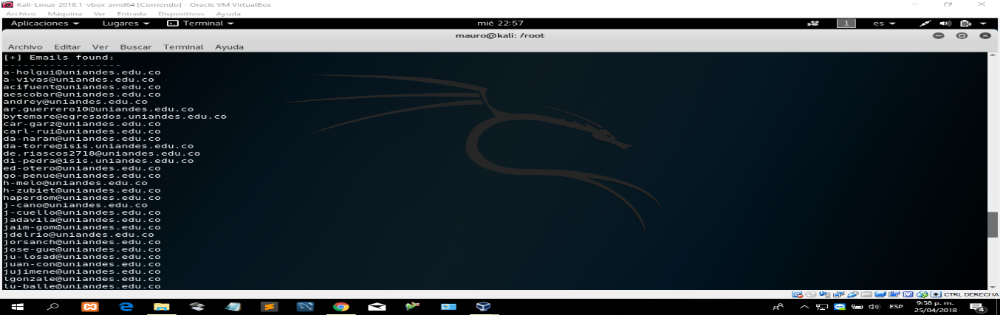 Kali-Linux-2018.1-vbox-amd64 [Corriendo] - Oracle VM VirtualBox
Archivo Máquina Ver Entrada Dispositivos Ayuda
Aplicaciones Lugares Terminal mié 22:57 1 es
mauro@kali: /root
Archivo Editar Ver Buscar Terminal Ayuda
[+] Emails found:
------------------
a-holgui@uniandes.edu.co
a-vivas@uniandes.edu.co
acifuent@uniandes.edu.co
aescobar@uniandes.edu.co
andrey@uniandes.edu.co
ar.guerrero10@uniandes.edu.co
bytemare@egresados.uniandes.edu.co
car-garz@uniandes.edu.co
carl-rui@uniandes.edu.co
da-naran@uniandes.edu.co
da-torre@isis.uniandes.edu.co
de.riascos2718@uniandes.edu.co
di-pedra@isis.uniandes.edu.co
ed-otero@uniandes.edu.co
go-penue@uniandes.edu.co
h-melo@uniandes.edu.co
h-zubiet@uniandes.edu.co
haperdom@uniandes.edu.co
j-cano@uniandes.edu.co
j-cuello@uniandes.edu.co
jadavila@uniandes.edu.co
jaim-gom@uniandes.edu.co
jdelrio@uniandes.edu.co
jorsanch@uniandes.edu.co
jose-gue@uniandes.edu.co
ju-losad@uniandes.edu.co
juan-con@uniandes.edu.co
jujimene@uniandes.edu.co
lgonzale@uniandes.edu.co
lu-balle@uniandes.edu.co
CTRL DERECHA
ESP 9:58 p. m.
25/04/2018 4